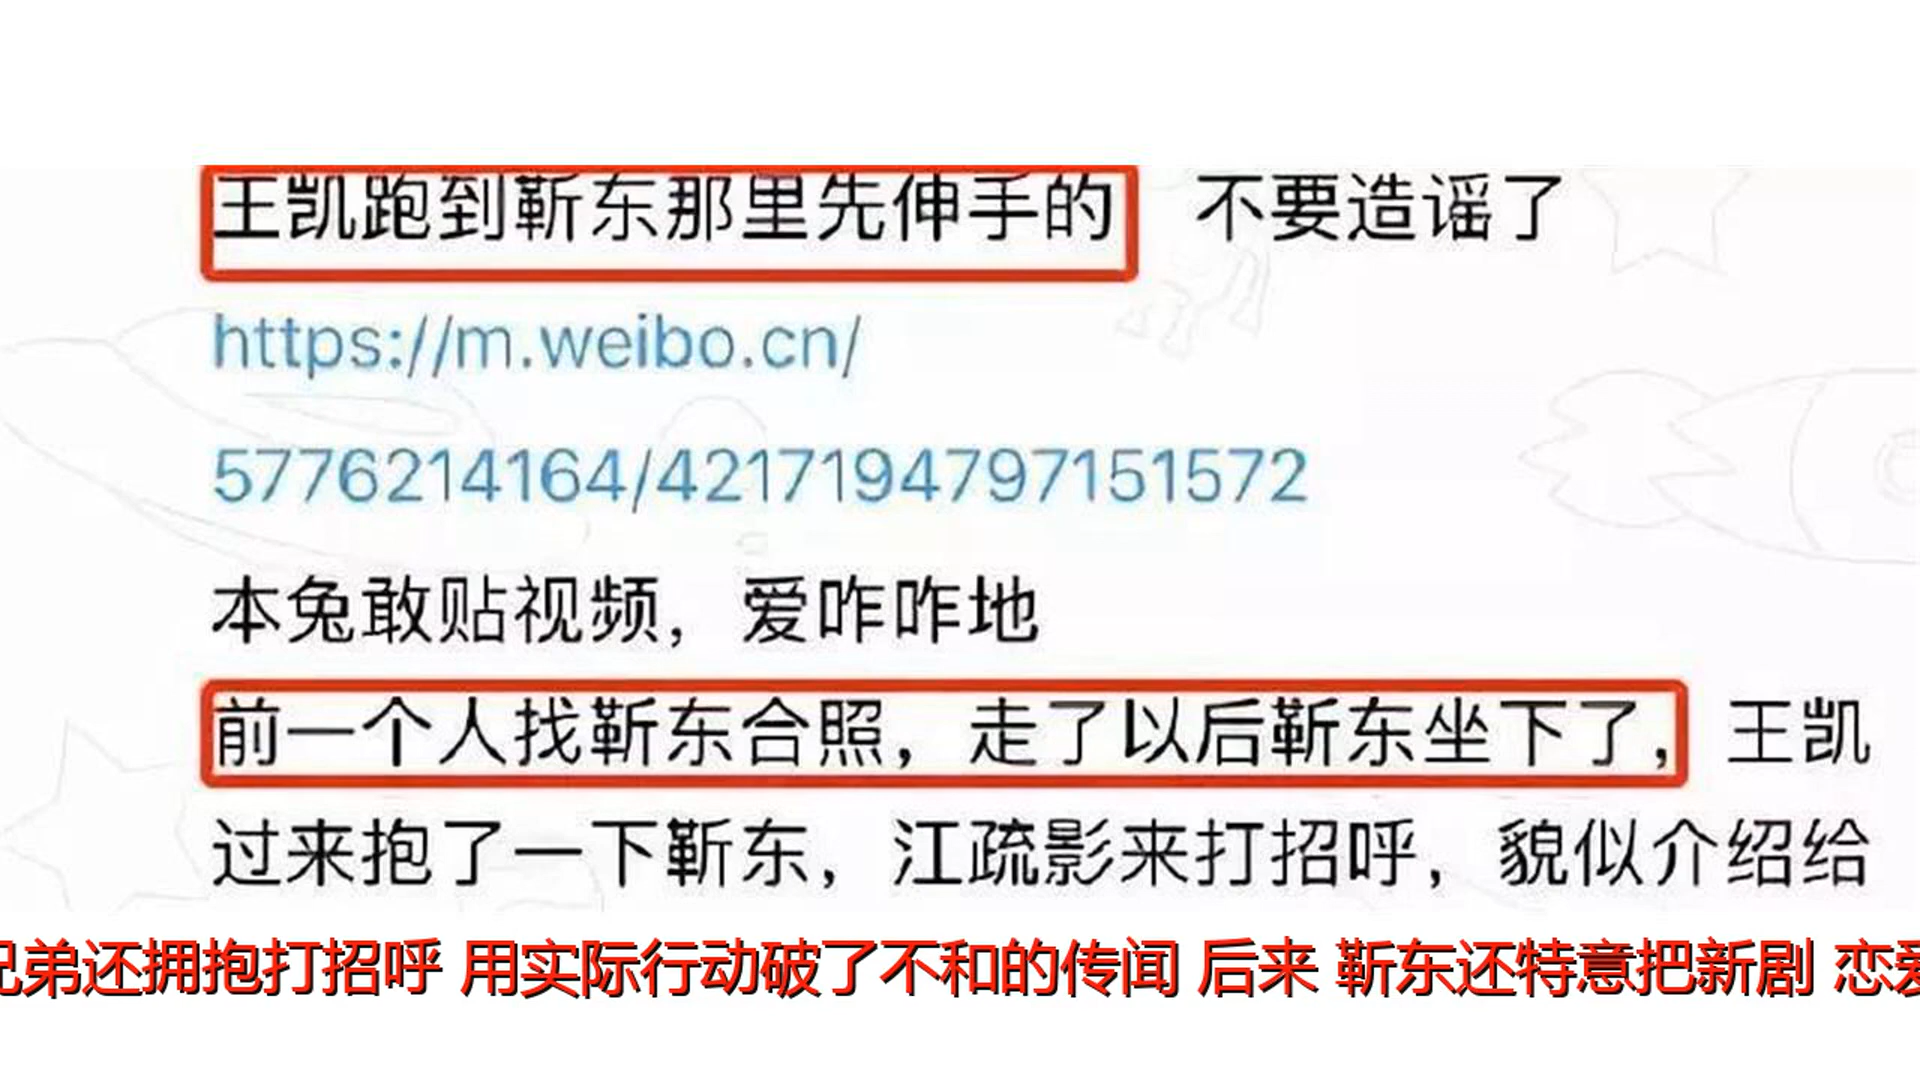 王凯跑到靳东那里先伸手的 不要造谣了
https://m.weibo.cn/
5776214164/4217194797151572
本兔敢贴视频，爱咋咋地
前一个人找靳东合照，走了以后靳东坐下了，王凯
过来抱了一下靳东，江疏影来打招呼，貌似介绍给
兄弟还拥抱打招呼 用实际行动破了不和的传闻 后来 靳东还特意把新剧 恋爱